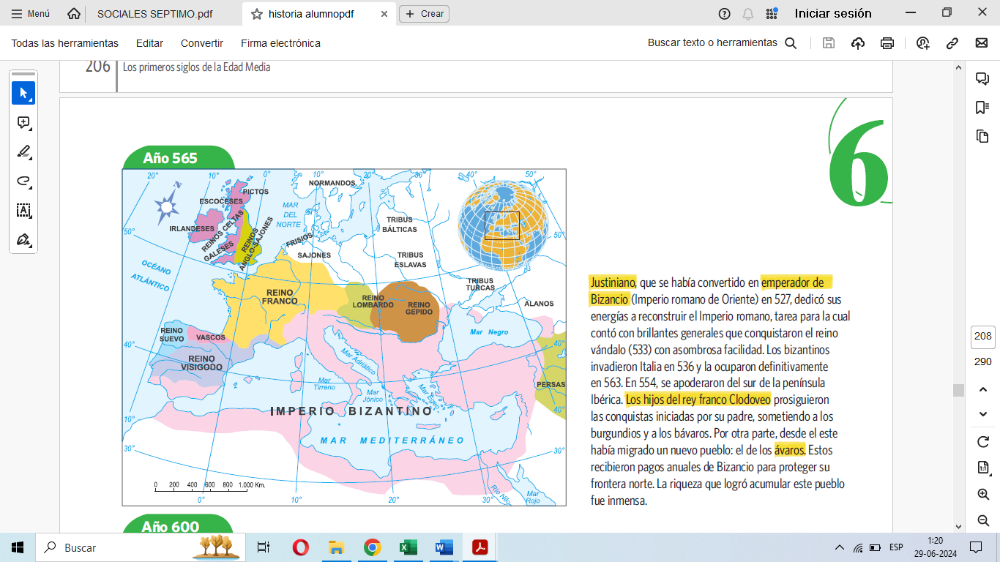 Menú
SOCIALES SEPTIMO.pdf
historia alumnopdf
Crear
Iniciar sesión
Todas las herramientas
Editar
Convertir
Firma electrónica
Buscar texto o herramientas
206
Los primeros siglos de la Edad Media
6
Año 565
20°
10°
0°
10°
20°
30°
40°
50°
NORMANDOS
PICTOS
ESCOCESES
MAR
DEL
NORTE
IRLANDESES
REINOS CELTAS
GALESES
REINOS
ANGLO-SAJONES
FRISIOS
SAJONES
TRIBUS
BÁLTICAS
TRIBUS
ESLAVAS
50°
50°
OCÉANO
ATLÁNTICO
TRIBUS
TURCAS
ALANOS
REINO
FRANCO
REINO
LOMBARDO
REINO
GÉPIDO
REINO
SUEVO
VASCOS
Mar Negro
40°
40°
REINO
VISIGODO
Mar Adriático
Mar
Tirreno
Mar
Jónico
Mar Egeo
PERSAS
IMPERIO BIZANTINO
40°
10°
MAR MEDITERRÁNEO
30°
30°
0 200 400 600 800 1.000 Km.
Río Nilo
Mar
Rojo
0°
10°
20°
30°
Justiniano, que se había convertido en emperador de
Bizancio (Imperio romano de Oriente) en 527, dedicó sus
energías a reconstruir el Imperio romano, tarea para la cual
contó con brillantes generales que conquistaron el reino
vándalo (533) con asombrosa facilidad. Los bizantinos
invadieron Italia en 536 y la ocuparon definitivamente
en 563. En 554, se apoderaron del sur de la península
Ibérica. Los hijos del rey franco Clodoveo prosiguieron
las conquistas iniciadas por su padre, sometiendo a los
burgundios y a los bávaros. Por otra parte, desde el este
había migrado un nuevo pueblo: el de los ávaros. Estos
recibieron pagos anuales de Bizancio para proteger su
frontera norte. La riqueza que logró acumular este pueblo
fue inmensa.
208
290
1:1
Año 600
Buscar
ESP
1:20
29-06-2024